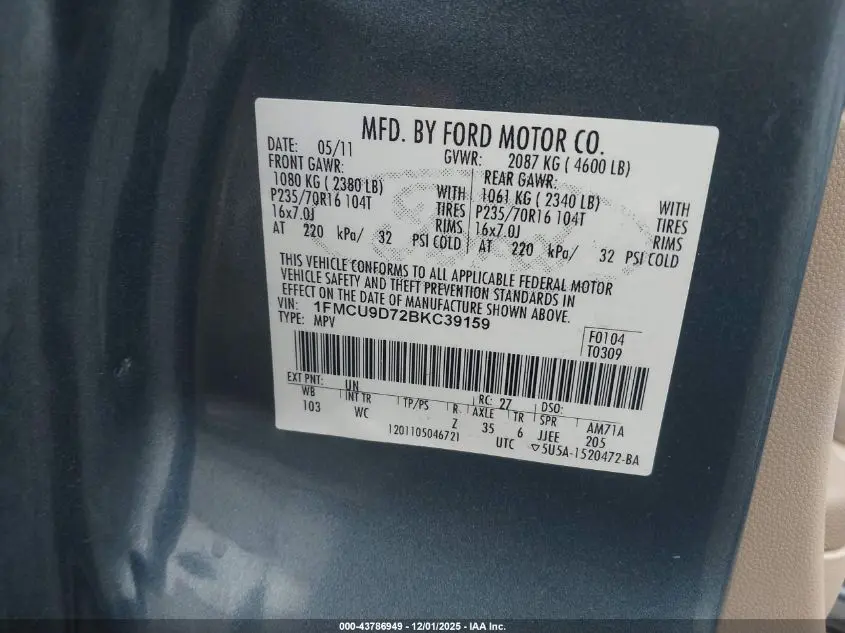 MFD. BY FORD MOTOR CO.
DATE: 05/11 GVWR: 2087 KG ( 4600 LB)
FRONT GAWR: REAR GAWR:
1080 KG ( 2380 LB) WITH 1061 KG ( 2340 LB) WITH
P235/70R16 104T TIRES P235/70R16 104T TIRES
16x7.0J RIMS 16x7.0J RIMS
AT 220 kPa/ 32 PSI COLD AT 220 kPa/ 32 PSI COLD
THIS VEHICLE CONFORMS TO ALL APPLICABLE FEDERAL MOTOR
VEHICLE SAFETY AND THEFT PREVENTION STANDARDS IN
EFFECT ON THE DATE OF MANUFACTURE SHOWN ABOVE.
VIN: 1FMCU9D72BKC39159
TYPE: MPV
F0104
T0309
EXT PNT: UN RC: 27 DSO:
WB INT TR TP/PS R AXLE TR SPR AM71A
103 WC Z 35 6 JJEE 205
1201105046721 UTC ▽5U5A-1520472-BA
000-43786949 - 12/01/2025 - IAA Inc.